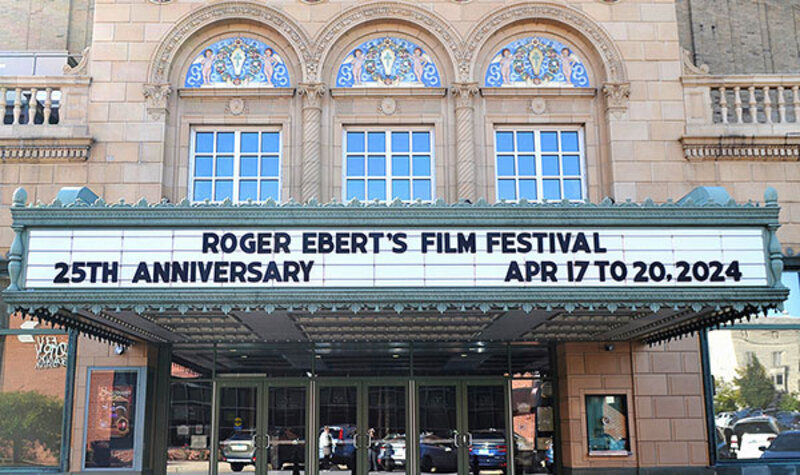 ROGER EBERT'S FILM FESTIVAL
25TH ANNIVERSARY APR 17 TO 20, 2024